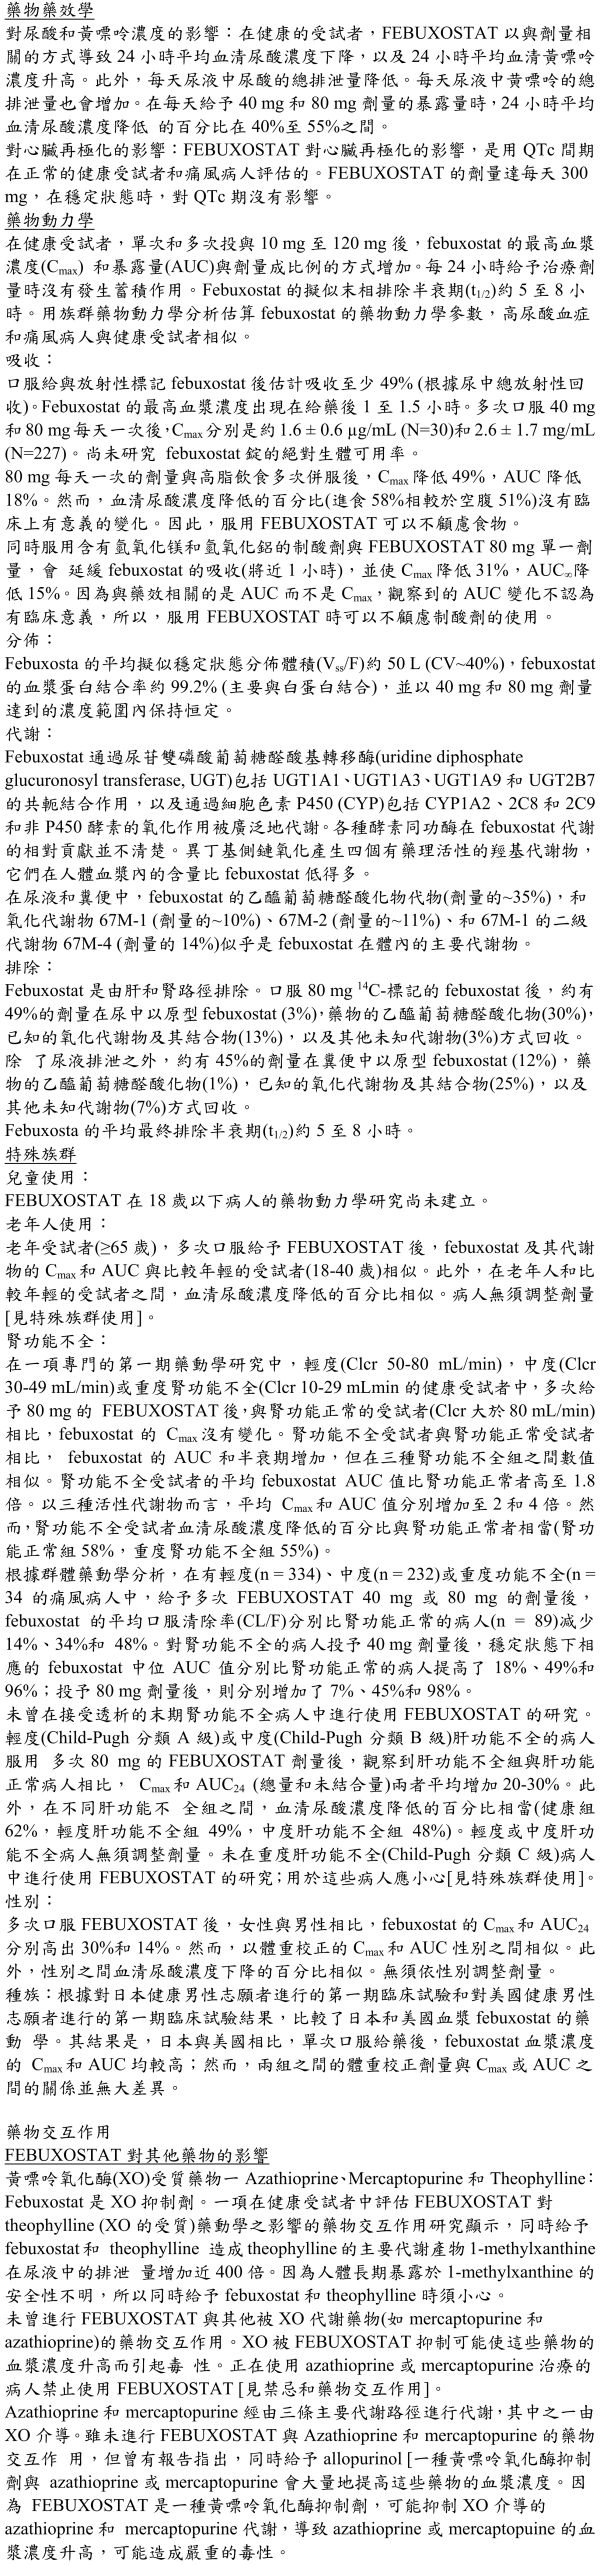 藥物藥效學
對尿酸和黃嘌呤濃度的影響：在健康的受試者，FEBUXOSTAT 以與劑量相
關的方式導致 24 小時平均血清尿酸濃度下降，以及 24 小時平均血清黃嘌呤
濃度升高。此外，每天尿液中尿酸的總排泄量降低。每天尿液中黃嘌呤的總
排泄量也會增加。在每天給予 40 mg 和 80 mg 劑量的暴露量時，24 小時平均
血清尿酸濃度降低 的百分比在 40%至 55%之間。
對心臟再極化的影響：FEBUXOSTAT 對心臟再極化的影響，是用 QTc 間期
在正常的健康受試者和痛風病人評估的。FEBUXOSTAT 的劑量達每天 300
mg，在穩定狀態時，對 QTc 期沒有影響。
藥物動力學
在健康受試者，單次和多次投與 10 mg 至 120 mg 後，febuxostat 的最高血漿
濃度(Cmax) 和暴露量(AUC)與劑量成比例的方式增加。每 24 小時給予治療劑
量時沒有發生蓄積作用。Febuxostat 的擬似末相排除半衰期(t1/2)約 5 至 8 小
時。用族群藥物動力學分析估算 febuxostat 的藥物動力學參數，高尿酸血症
和痛風病人與健康受試者相似。
吸收：
口服給與放射性標記 febuxostat 後估計吸收至少 49% (根據尿中總放射性回
收)。Febuxostat 的最高血漿濃度出現在給藥後 1 至 1.5 小時。多次口服 40 mg
和 80 mg 每天一次後，Cmax 分別是約 1.6 ± 0.6 µg/mL (N=30)和 2.6 ± 1.7 mg/mL
(N=227)。尚未研究 febuxostat 錠的絕對生體可用率。
80 mg 每天一次的劑量與高脂飲食多次併服後，Cmax 降低 49%，AUC 降低
18%。然而，血清尿酸濃度降低的百分比(進食 58%相較於空腹 51%)沒有臨
床上有意義的變化。因此，服用 FEBUXOSTAT 可以不顧慮食物。
同時服用含有氫氧化镁和氫氧化鋁的制酸劑與 FEBUXOSTAT 80 mg 單一劑
量，會 延緩 febuxostat 的吸收(將近 1 小時)，並使 Cmax 降低 31%，AUC∞降
低 15%。因為與藥效相關的是 AUC 而不是 Cmax，觀察到的 AUC 變化不認為
有臨床意義，所以，服用 FEBUXOSTAT 時可以不顧慮制酸劑的使用。
分佈：
Febuxosta 的平均擬似穩定狀態分佈體積(Vss/F)約 50 L (CV~40%)，febuxostat
的血漿蛋白結合率約 99.2% (主要與白蛋白結合)，並以 40 mg 和 80 mg 劑量
達到的濃度範圍內保持恒定。
代謝：
Febuxostat 通過尿苷雙磷酸葡萄糖醛酸基轉移酶(uridine diphosphate
glucuronosyl transferase, UGT)包括 UGT1A1、UGT1A3、UGT1A9 和 UGT2B7
的共軛結合作用，以及通過細胞色素 P450 (CYP)包括 CYP1A2、2C8 和 2C9
和非 P450 酵素的氧化作用被廣泛地代謝。各種酵素同功酶在 febuxostat 代謝
的相對貢獻並不清楚。異丁基側鏈氧化產生四個有藥理活性的羥基代謝物，
它們在人體血漿內的含量比 febuxostat 低得多。
在尿液和糞便中，febuxostat 的乙醯葡萄糖醛酸化物代物(劑量的~35%)，和
氧化代謝物 67M-1 (劑量的~10%)、67M-2 (劑量的~11%)、和 67M-1 的二級
代謝物 67M-4 (劑量的 14%)似乎是 febuxostat 在體內的主要代謝物。
排除：
Febuxostat 是由肝和腎路徑排除。口服 80 mg 14C-標記的 febuxostat 後，約有
49%的劑量在尿中以原型 febuxostat (3%)，藥物的乙醯葡萄糖醛酸化物(30%)，
已知的氧化代謝物及其結合物(13%)，以及其他未知代謝物(3%)方式回收。
除 了尿液排泄之外，約有 45%的劑量在糞便中以原型 febuxostat (12%)，藥
物的乙醯葡萄糖醛酸化物(1%)，已知的氧化代謝物及其結合物(25%)，以及
其他未知代謝物(7%)方式回收。
Febuxosta 的平均最終排除半衰期(t1/2)約 5 至 8 小時。
特殊族群
兒童使用：
FEBUXOSTAT 在 18 歲以下病人的藥物動力學研究尚未建立。
老年人使用：
老年受試者(≥65 歲)，多次口服給予 FEBUXOSTAT 後，febuxostat 及其代謝
物的 Cmax 和 AUC 與比較年輕的受試者(18-40 歲)相似。此外，在老年人和比
較年輕的受試者之間，血清尿酸濃度降低的百分比相似。病人無須調整劑量
[見特殊族群使用]。
腎功能不全：
在一項專門的第一期藥動學研究中，輕度(Clcr 50-80 mL/min)，中度(Clcr
30-49 mL/min)或重度腎功能不全(Clcr 10-29 mLmin 的健康受試者中，多次給
予 80 mg 的 FEBUXOSTAT 後，與腎功能正常的受試者(Clcr 大於 80 mL/min)
相比，febuxostat 的 Cmax 沒有變化。腎功能不全受試者與腎功能正常受試者
相比， febuxostat 的 AUC 和半衰期增加，但在三種腎功能不全組之間數值
相似。腎功能不全受試者的平均 febuxostat AUC 值比腎功能正常者高至 1.8
倍。以三種活性代謝物而言，平均 Cmax 和 AUC 值分別增加至 2 和 4 倍。然
而，腎功能不全受試者血清尿酸濃度降低的百分比與腎功能正常者相當(腎功
能正常組 58%，重度腎功能不全組 55%)。
根據群體藥動學分析，在有輕度(n = 334)、中度(n = 232)或重度功能不全(n =
34 的痛風病人中，給予多次 FEBUXOSTAT 40 mg 或 80 mg 的劑量後，
febuxostat 的平均口服清除率(CL/F)分別比腎功能正常的病人(n = 89)减少
14%、34%和 48%。對腎功能不全的病人投予 40 mg 劑量後，穩定狀態下相
應的 febuxostat 中位 AUC 值分別比腎功能正常的病人提高了 18%、49%和
96%；投予 80 mg 劑量後，則分別增加了 7%、45%和 98%。
未曾在接受透析的末期腎功能不全病人中進行使用 FEBUXOSTAT 的研究。
輕度(Child-Pugh 分類 A 級)或中度(Child-Pugh 分類 B 級)肝功能不全的病人
服用 多次 80 mg 的 FEBUXOSTAT 劑量後，觀察到肝功能不全組與肝功能
正常病人相比， Cmax 和 AUC24 (總量和未結合量)兩者平均增加 20-30%。此
外，在不同肝功能不 全組之間，血清尿酸濃度降低的百分比相當(健康組
62%，輕度肝功能不全組 49%，中度肝功能不全組 48%)。輕度或中度肝功
能不全病人無須調整劑量。未在重度肝功能不全(Child-Pugh 分類 C 級)病人
中進行使用 FEBUXOSTAT 的研究；用於這些病人應小心[見特殊族群使用]。
性別：
多次口服 FEBUXOSTAT 後，女性與男性相比，febuxostat 的 Cmax 和 AUC24
分別高出 30%和 14%。然而，以體重校正的 Cmax 和 AUC 性別之間相似。此
外，性別之間血清尿酸濃度下降的百分比相似。無須依性別調整劑量。
種族：根據對日本健康男性志願者進行的第一期臨床試驗和對美國健康男性
志願者進行的第一期臨床試驗結果，比較了日本和美國血漿 febuxostat 的藥
動 學。其結果是，日本與美國相比，單次口服給藥後，febuxostat 血漿濃度
的 Cmax 和 AUC 均較高；然而，兩組之間的體重校正劑量與 Cmax 或 AUC 之
間的關係並無大差異。
藥物交互作用
FEBUXOSTAT 對其他藥物的影響
黃嘌呤氧化酶(XO)受質藥物一 Azathioprine、Mercaptopurine 和 Theophylline：
Febuxostat 是 XO 抑制劑。一項在健康受試者中評估 FEBUXOSTAT 對
theophylline (XO 的受質)藥動學之影響的藥物交互作用研究顯示，同時給予
febuxostat 和 theophylline 造成 theophylline 的主要代謝產物 1-methylxanthine
在尿液中的排泄 量增加近 400 倍。因為人體長期暴露於 1-methylxanthine 的
安全性不明，所以同時給予 febuxostat 和 theophylline 時須小心。
未曾進行 FEBUXOSTAT 與其他被 XO 代謝藥物(如 mercaptopurine 和
azathioprine)的藥物交互作用。XO 被 FEBUXOSTAT 抑制可能使這些藥物的
血漿濃度升高而引起毒 性。正在使用 azathioprine 或 mercaptopurine 治療的
病人禁止使用 FEBUXOSTAT [見禁忌和藥物交互作用]。
Azathioprine 和 mercaptopurine 經由三條主要代謝路徑進行代謝，其中之一由
XO 介導。雖未進行 FEBUXOSTAT 與 Azathioprine 和 mercaptopurine 的藥物
交互作 用，但曾有報告指出，同時給予 allopurinol [一種黃嘌呤氧化酶抑制
劑與 azathioprine 或 mercaptopurine 會大量地提高這些藥物的血漿濃度。因
為 FEBUXOSTAT 是一種黃嘌呤氧化酶抑制劑，可能抑制 XO 介導的
azathioprine 和 mercaptopurine 代謝，導致 azathioprine 或 mercaptopuine 的血
漿濃度升高，可能造成嚴重的毒性。